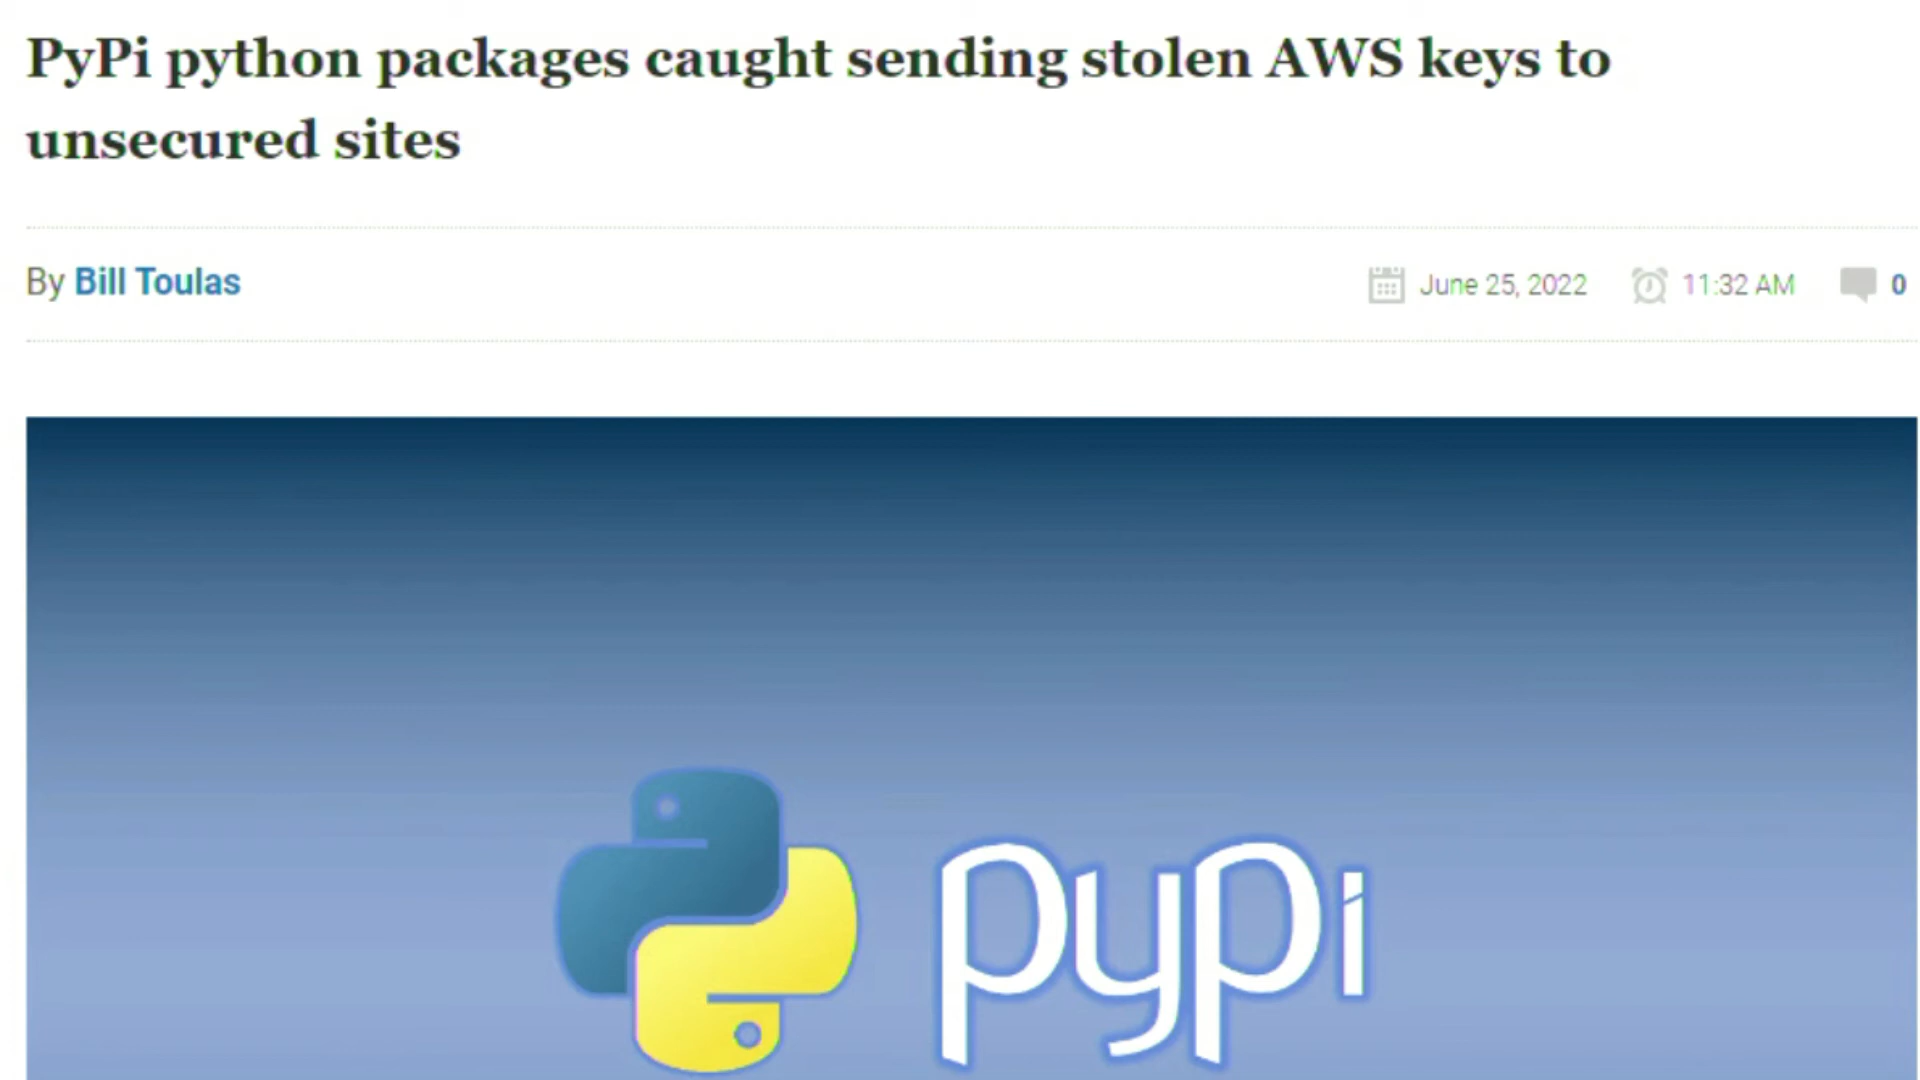 PyPi python packages caught sending stolen AWS keys to
unsecured sites
By Bill Toulas
June 25, 2022 11:32 AM 0
pyPi